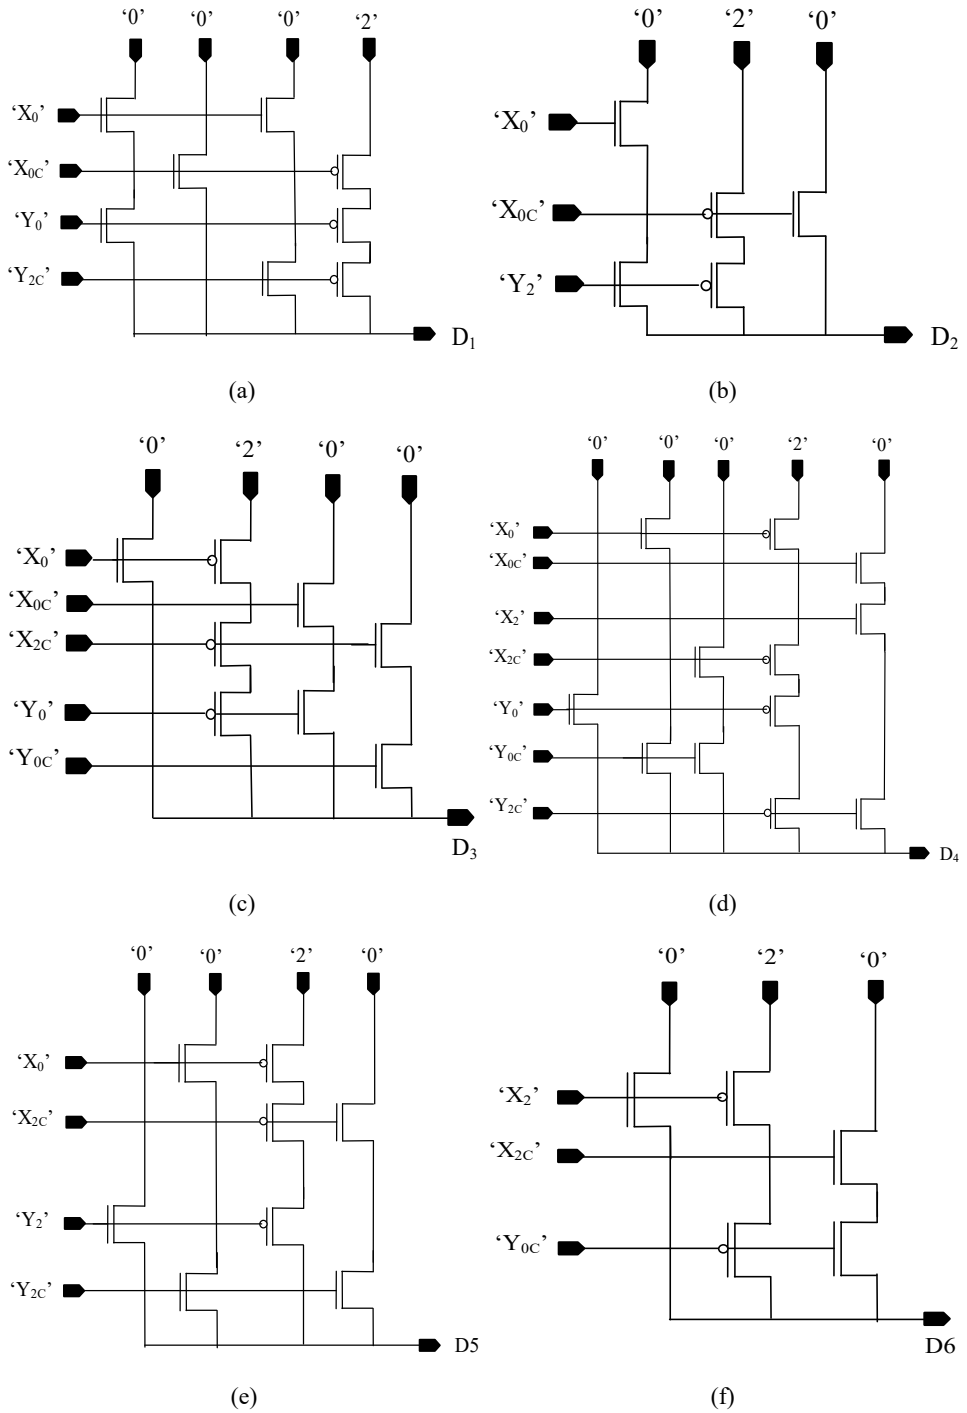 ‘0’ ‘0’ ‘0’ ‘2’
‘X0’
‘X0C’
‘Y0’
‘Y2C’
D1
(a)
‘0’ ‘2’ ‘0’
‘X0’
‘X0C’
‘Y2’
D2
(b)
‘0’ ‘2’ ‘0’ ‘0’
‘X0’
‘X0C’
‘X2C’
‘Y0’
‘Y0C’
D3
(c)
‘0’ ‘0’ ‘0’ ‘2’ ‘0’
‘X0’
‘X0C’
‘X2’
‘X2C’
‘Y0’
‘Y0C’
‘Y2C’
D4
(d)
‘0’ ‘0’ ‘2’ ‘0’
‘X0’
‘X2C’
‘Y2’
‘Y2C’
D5
(e)
‘0’ ‘2’ ‘0’
‘X2’
‘X2C’
‘Y0C’
D6
(f)